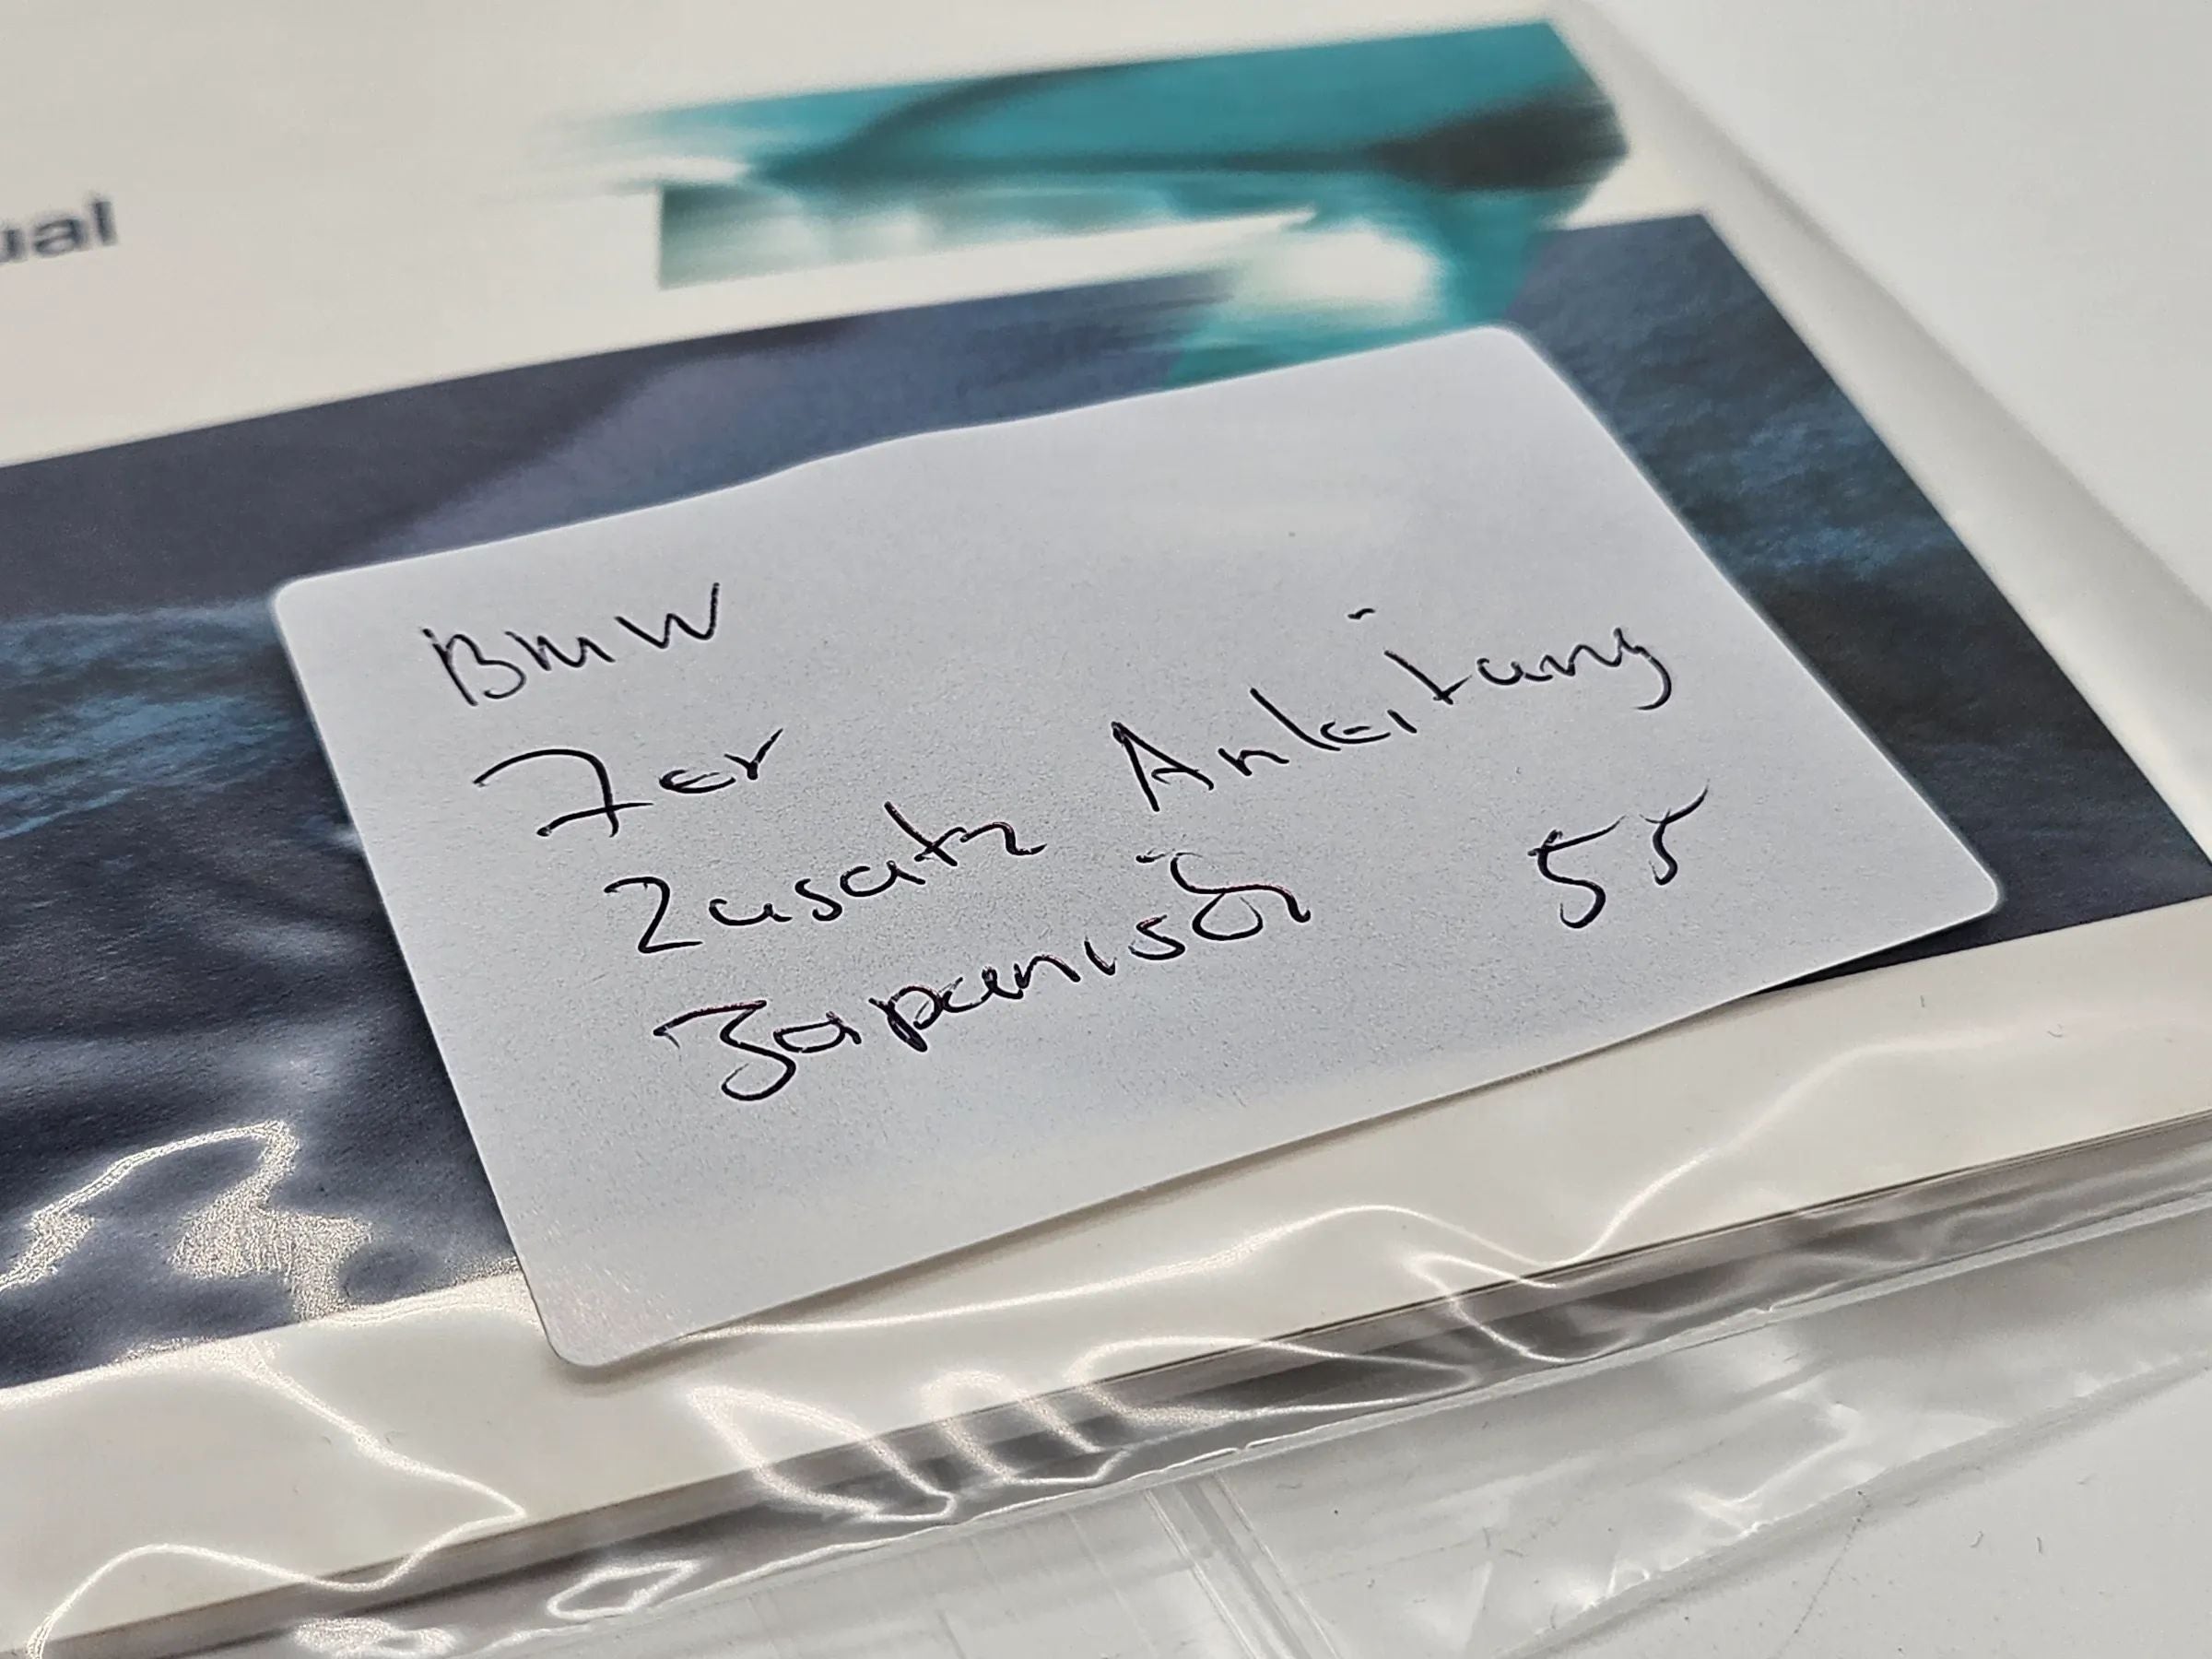 ual
BMW
7er
Zusatz Anleitung
Japanisch 55